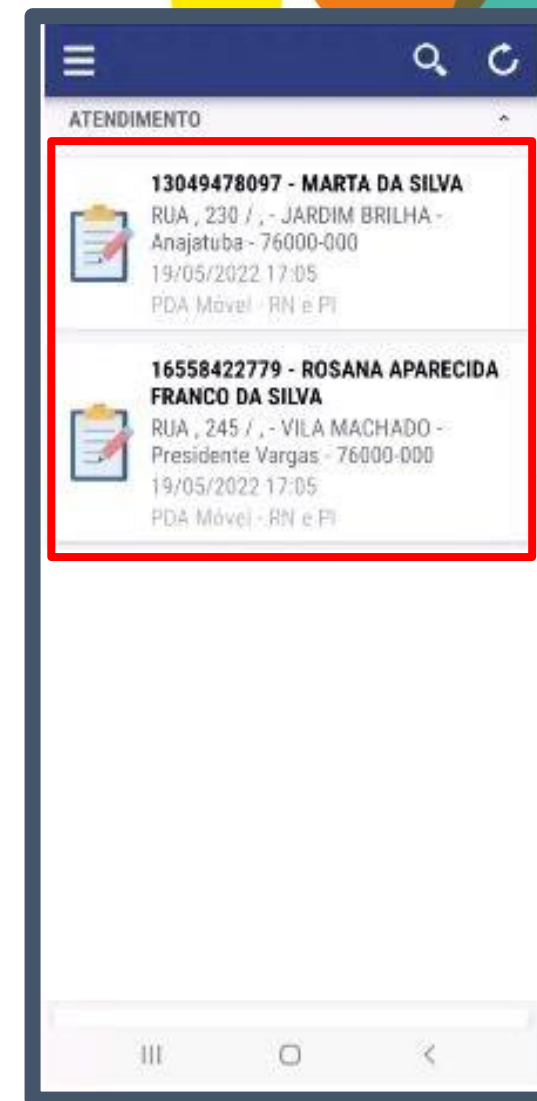 ATENDIMENTO
13049478097 - MARTA DA SILVA
RUA , 230 / , - JARDIM BRILHA -
Anajatuba - 76000-000
19/05/2022 17:05
PDA Móvel - RN e PI
16558422779 - ROSANA APARECIDA
FRANCO DA SILVA
RUA , 245 / , - VILA MACHADO -
Presidente Vargas - 76000-000
19/05/2022 17:05
PDA Móvel - RN e PI